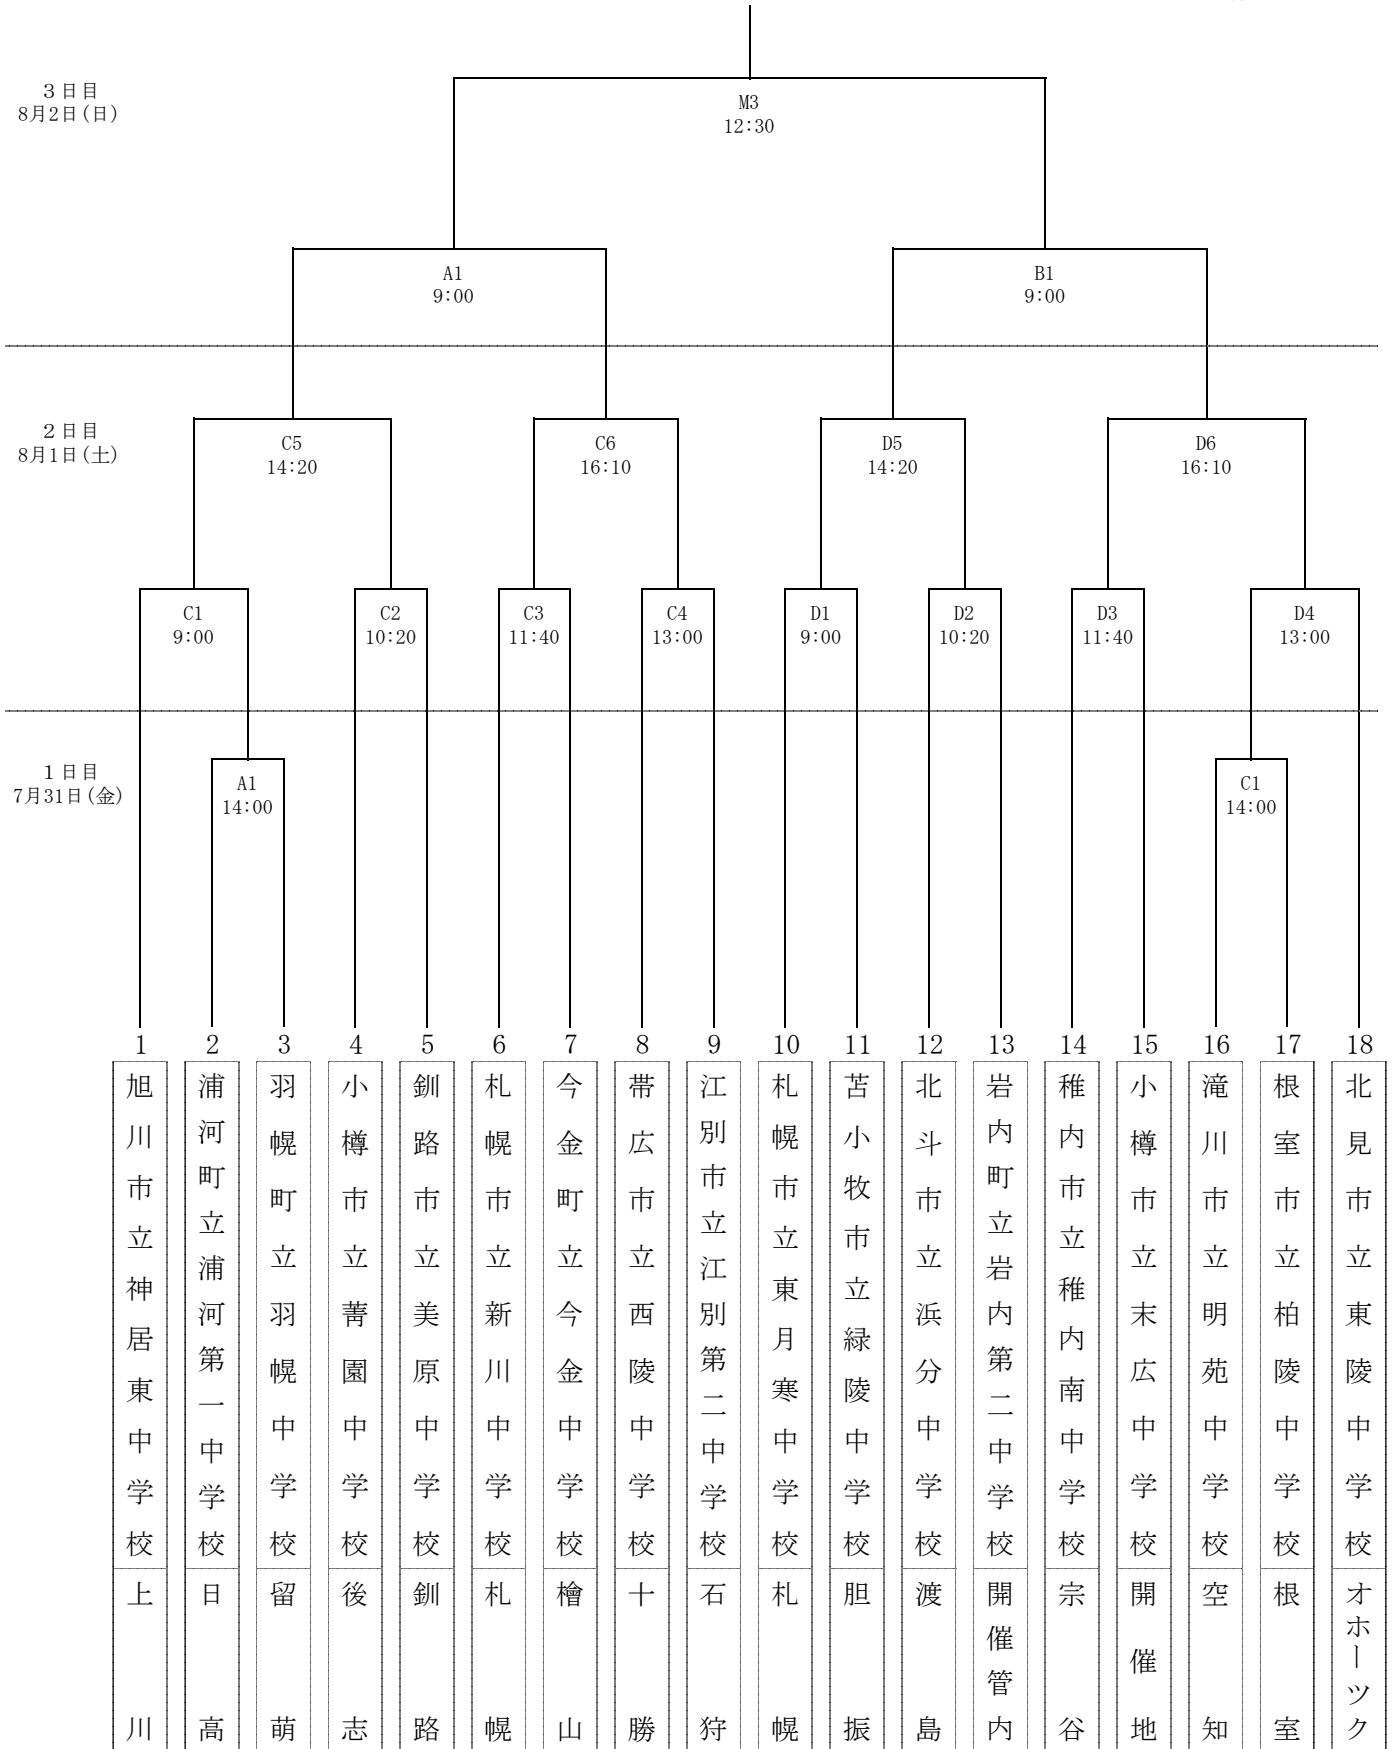 3日目
8月2日(日)
M3
12:30
A1
9:00
B1
9:00
2日目
8月1日(土)
C5
14:20
C6
16:10
D5
14:20
D6
16:10
C1
9:00
C2
10:20
C3
11:40
C4
13:00
D1
9:00
D2
10:20
D3
11:40
D4
13:00
1日目
7月31日(金)
A1
14:00
C1
14:00
1 2 3 4 5 6 7 8 9 10 11 12 13 14 15 16 17 18
旭川市立神居東中学校
浦河町立浦河第一中学校
羽幌町立羽幌中学校
小樽市立菁園中学校
釧路市立美原中学校
札幌市立新川中学校
今金町立今金中学校
帯広市立西陵中学校
江別市立江別第二中学校
札幌市立東月寒中学校
苫小牧市立緑陵中学校
北斗市立浜分中学校
岩内町立岩内第二中学校
稚内市立稚内南中学校
小樽市立末広中学校
滝川市立明苑中学校
根室市立柏陵中学校
北見市立東陵中学校
上川
日高
留萌
後志
釧路
札幌
檜山
十勝
石狩
札幌
胆振
渡島
開催管内
宗谷
開催地
空知
根室
オホーツク